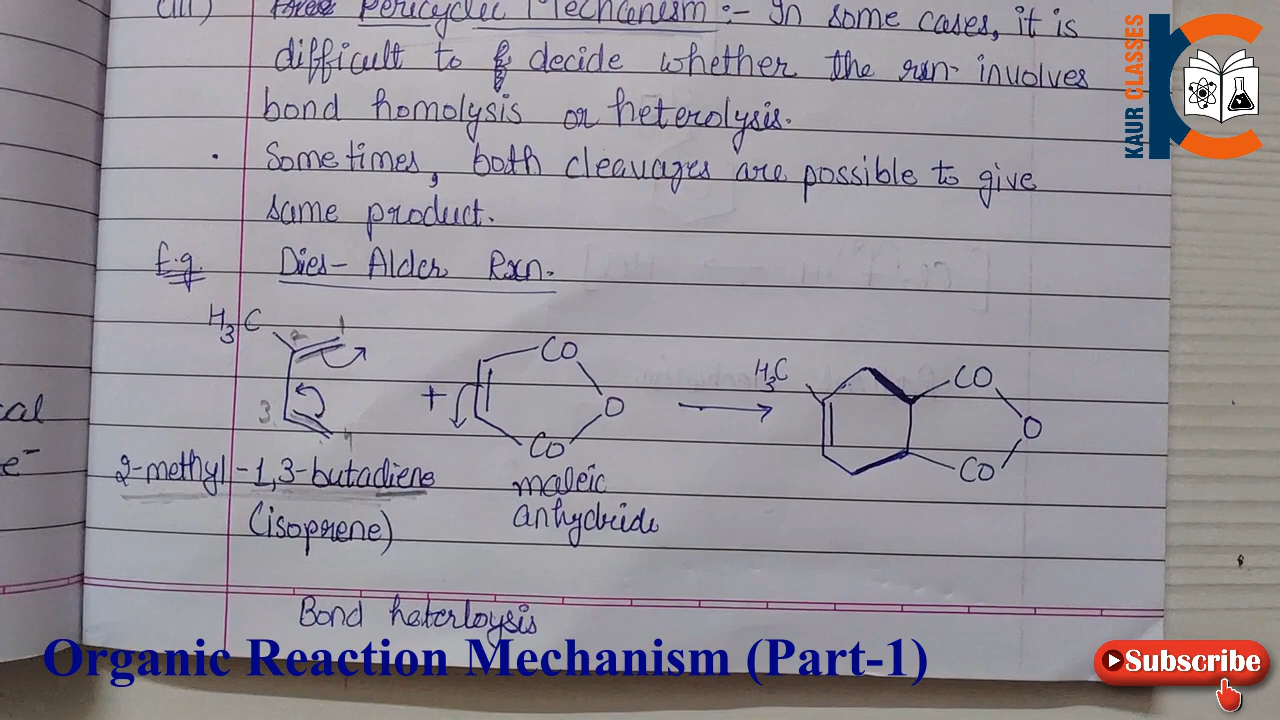 (iii) Pericyclic Mechanism :- In some cases, it is
difficult to decide whether the rxn- involves
bond homolysis or heterolysis.
. Sometimes, both cleavages are possible to give
same product.
E.g. Dies-Alder Rxn.
H3C 2 1
3 4
+
CO
O
CO
H3C
CO
O
CO
2-methyl-1,3-butadiene
(isoprene)
maleic
anhydride
Bond heterloysis
cal
e-
KAUR CLASSES
Organic Reaction Mechanism (Part-1)
Subscribe